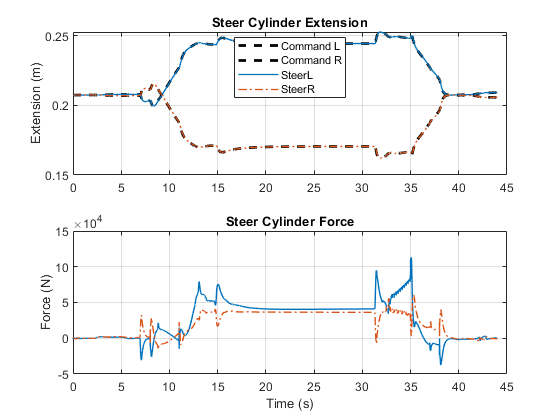 Steer Cylinder Extension
0.25
0.2
0.15
Extension (m)
Command L
Command R
SteerL
SteerR
0 5 10 15 20 25 30 35 40 45
Steer Cylinder Force
×10⁴
15
10
5
0
-5
Force (N)
0 5 10 15 20 25 30 35 40 45
Time (s)